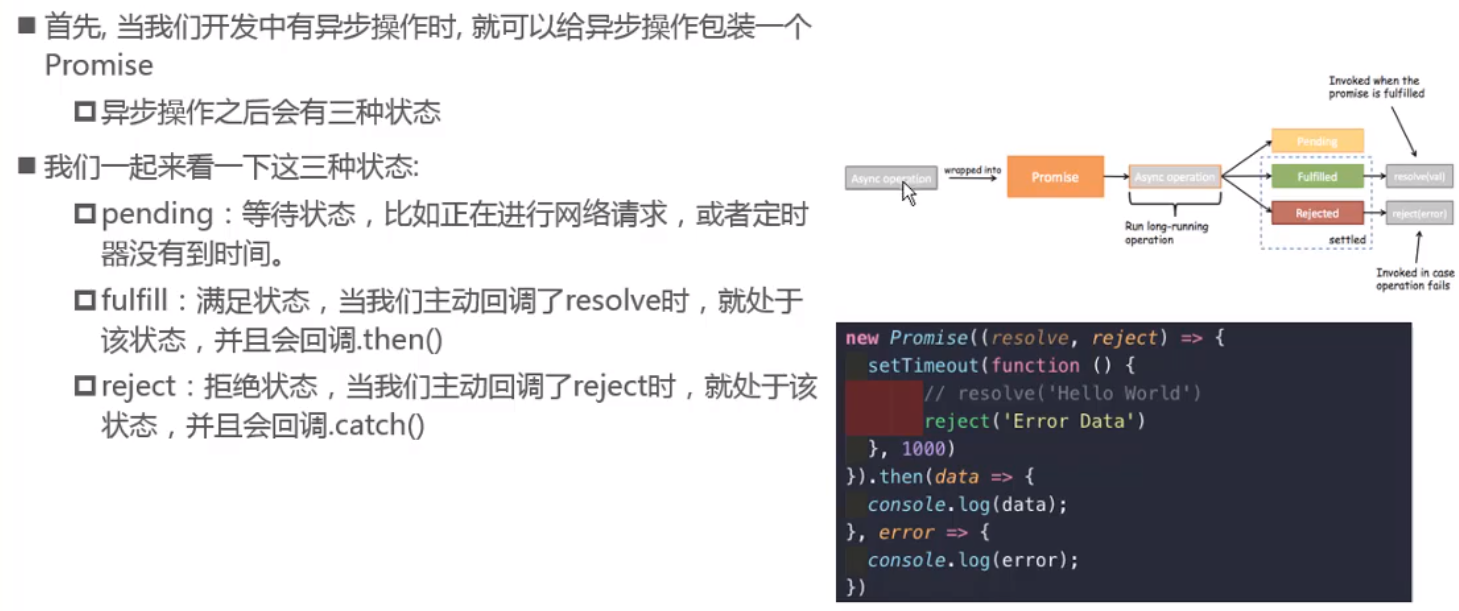 首先, 当我们开发中有异步操作时, 就可以给异步操作包装一个
Promise
异步操作之后会有三种状态
我们一起来看一下这三种状态:
pending：等待状态，比如正在进行网络请求，或者定时
器没有到时间。
fulfill：满足状态，当我们主动回调了resolve时，就处于
该状态，并且会回调.then()
reject：拒绝状态，当我们主动回调了reject时，就处于该
状态，并且会回调.catch()
Invoked when the
promise is fulfilled
Pending
Async operation
wrapped into
Promise
Async operation
Fulfilled
resolve(val)
Rejected
reject(error)
Run long-running
operation
settled
Invoked in case
operation fails
new Promise((resolve, reject) => {
setTimeout(function () {
// resolve('Hello World')
reject('Error Data')
}, 1000)
}).then(data => {
console.log(data);
}, error => {
console.log(error);
})